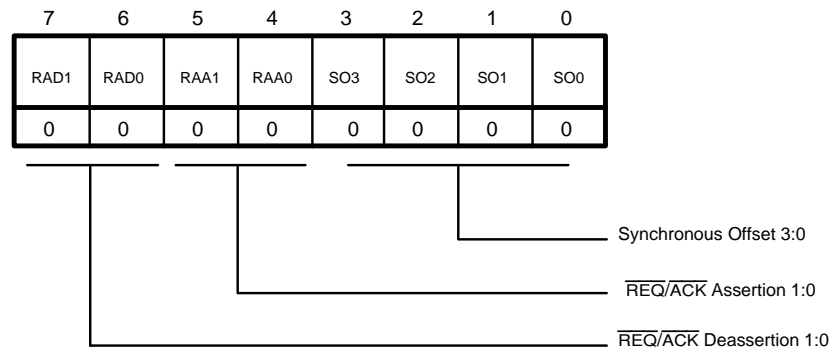 7 6 5 4 3 2 1 0
RAD1 RAD0 RAA1 RAA0 SO3 SO2 SO1 SO0
0 0 0 0 0 0 0 0
Synchronous Offset 3:0
REQ/ACK Assertion 1:0
REQ/ACK Deassertion 1:0